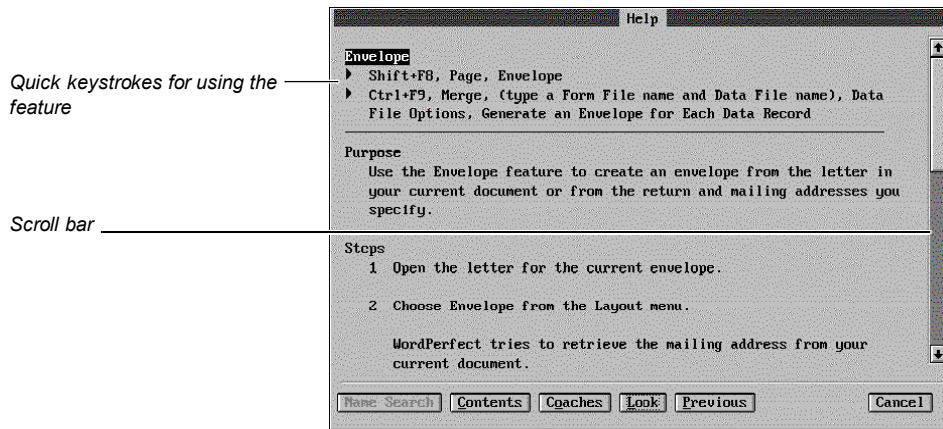 Help
Envelope
Quick keystrokes for using the
feature
Shift+F8, Page, Envelope
Ctrl+F9, Merge, (type a Form File name and Data File name), Data
File Options, Generate an Envelope for Each Data Record
Purpose
Use the Envelope feature to create an envelope from the letter in
your current document or from the return and mailing addresses you
specify.
Scroll bar
Steps
1 Open the letter for the current envelope.
2 Choose Envelope from the Layout menu.
WordPerfect tries to retrieve the mailing address from your
current document.
Name Search Contents Coaches Look Previous Cancel